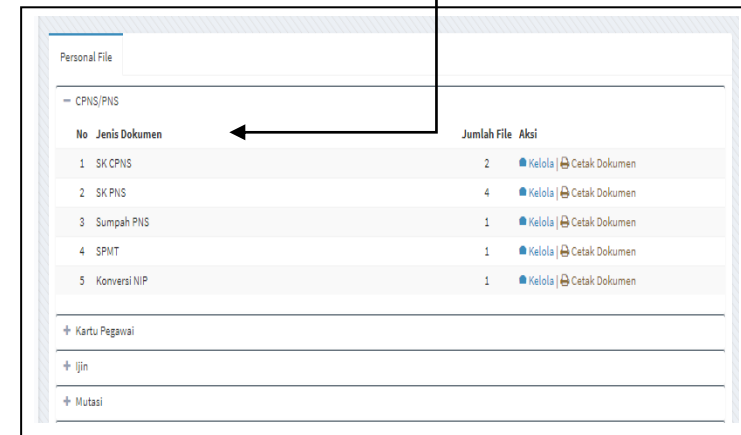 Personal File
CPNS/PNS
No Jenis Dokumen Jumlah File Aksi
1 SK CPNS 2 Kelola | Cetak Dokumen
2 SK PNS 4 Kelola | Cetak Dokumen
3 Sumpah PNS 1 Kelola | Cetak Dokumen
4 SPMT 1 Kelola | Cetak Dokumen
5 Konversi NIP 1 Kelola | Cetak Dokumen
Kartu Pegawai
Ijin
Mutasi